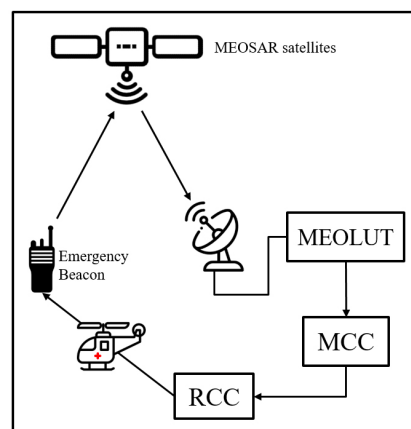 MEOSAR satellites
Emergency
Beacon
MEOLUT
MCC
RCC